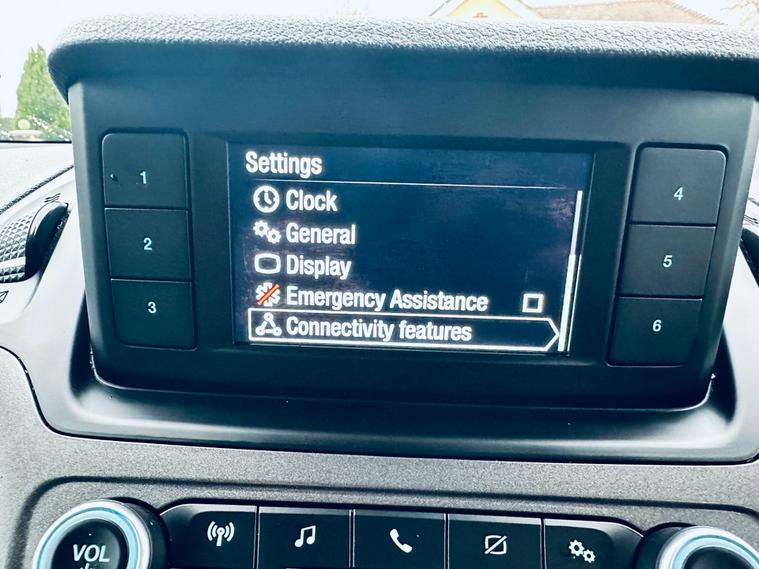 Settings
Clock
General
Display
Emergency Assistance
Connectivity features
1
2
3
4
5
6
VOL